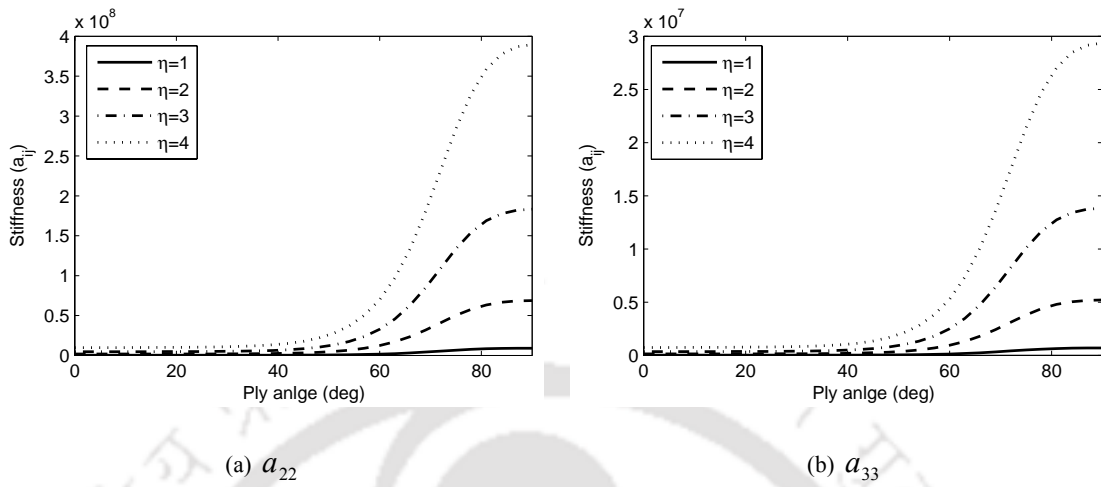 x 10^8
4
3.5
3
2.5
2
1.5
1
0.5
0
Stiffness (a_ij)
η=1
η=2
η=3
η=4
0 20 40 60 80
Ply anlge (deg)
(a) a_22
x 10^7
3
2.5
2
1.5
1
0.5
0
Stiffness (a_ij)
η=1
η=2
η=3
η=4
0 20 40 60 80
Ply anlge (deg)
(b) a_33